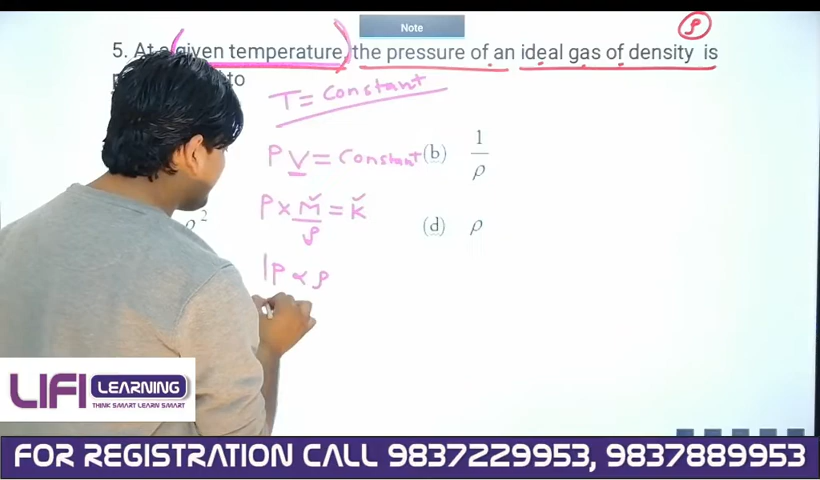 Note
ρ
5. At a given temperature, the pressure of an ideal gas of density is
to
T = Constant
P V = Constant
(b) 1/ρ
P × M/ρ = K
ρ²
(d) ρ
P ∝ ρ
LIFI LEARNING
THINK SMART LEARN SMART
FOR REGISTRATION CALL 9837229953, 9837889953